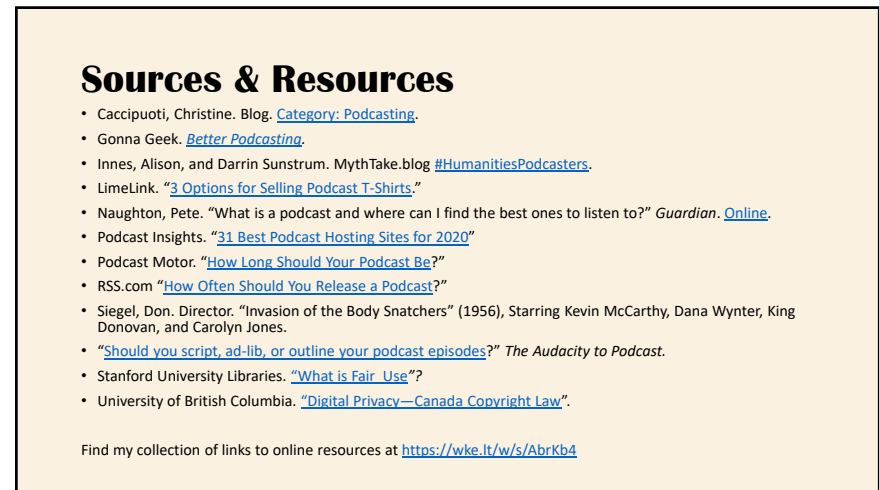 Sources & Resources
• Caccipuoti, Christine. Blog. Category: Podcasting.
• Gonna Geek. Better Podcasting.
• Innes, Alison, and Darrin Sunstrum. MythTake.blog #HumanitiesPodcasters.
• LimeLink. “3 Options for Selling Podcast T-Shirts.”
• Naughton, Pete. “What is a podcast and where can I find the best ones to listen to?” Guardian. Online.
• Podcast Insights. “31 Best Podcast Hosting Sites for 2020”
• Podcast Motor. “How Long Should Your Podcast Be?”
• RSS.com “How Often Should You Release a Podcast?”
• Siegel, Don. Director. “Invasion of the Body Snatchers” (1956), Starring Kevin McCarthy, Dana Wynter, King
Donovan, and Carolyn Jones.
• “Should you script, ad-lib, or outline your podcast episodes?” The Audacity to Podcast.
• Stanford University Libraries. “What is Fair  Use”?
• University of British Columbia. “Digital Privacy—Canada Copyright Law”.
Find my collection of links to online resources at https://wke.lt/w/s/AbrKb4